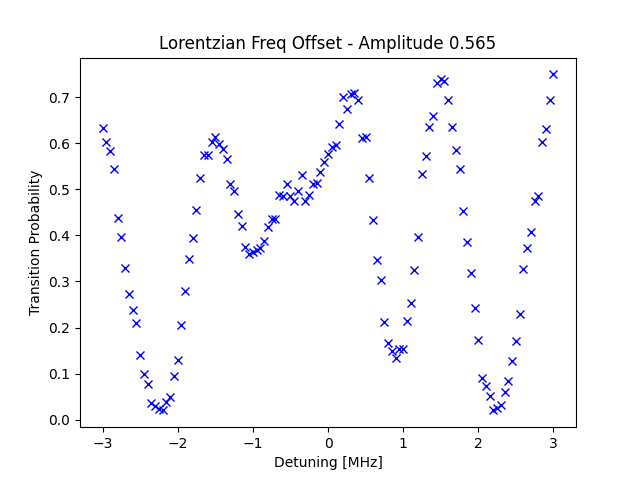 Lorentzian Freq Offset - Amplitude 0.565
Transition Probability
0.7
0.6
0.5
0.4
0.3
0.2
0.1
0.0
−3 −2 −1 0 1 2 3
Detuning [MHz]